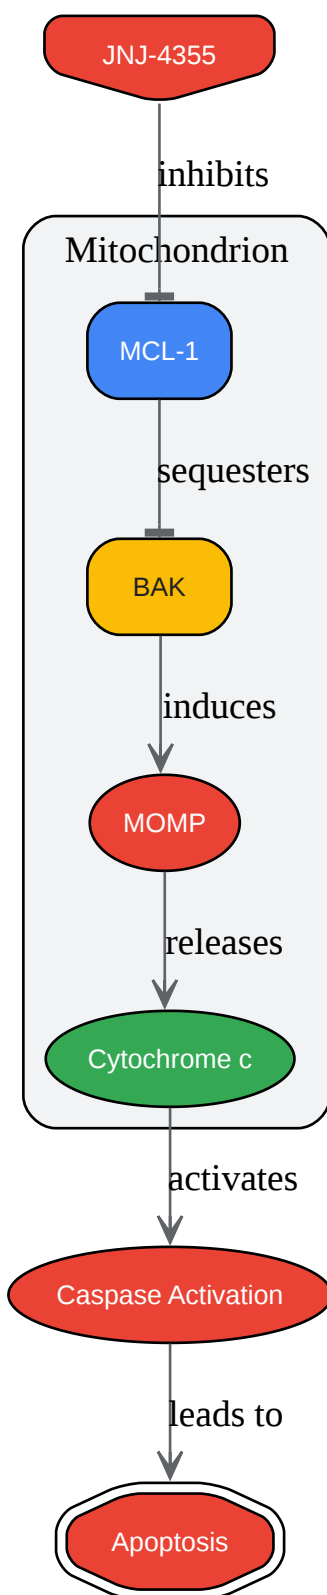 JNJ-4355
inhibits
Mitochondrion
MCL-1
sequesters
BAK
induces
MOMP
releases
Cytochrome c
activates
Caspase Activation
leads to
Apoptosis